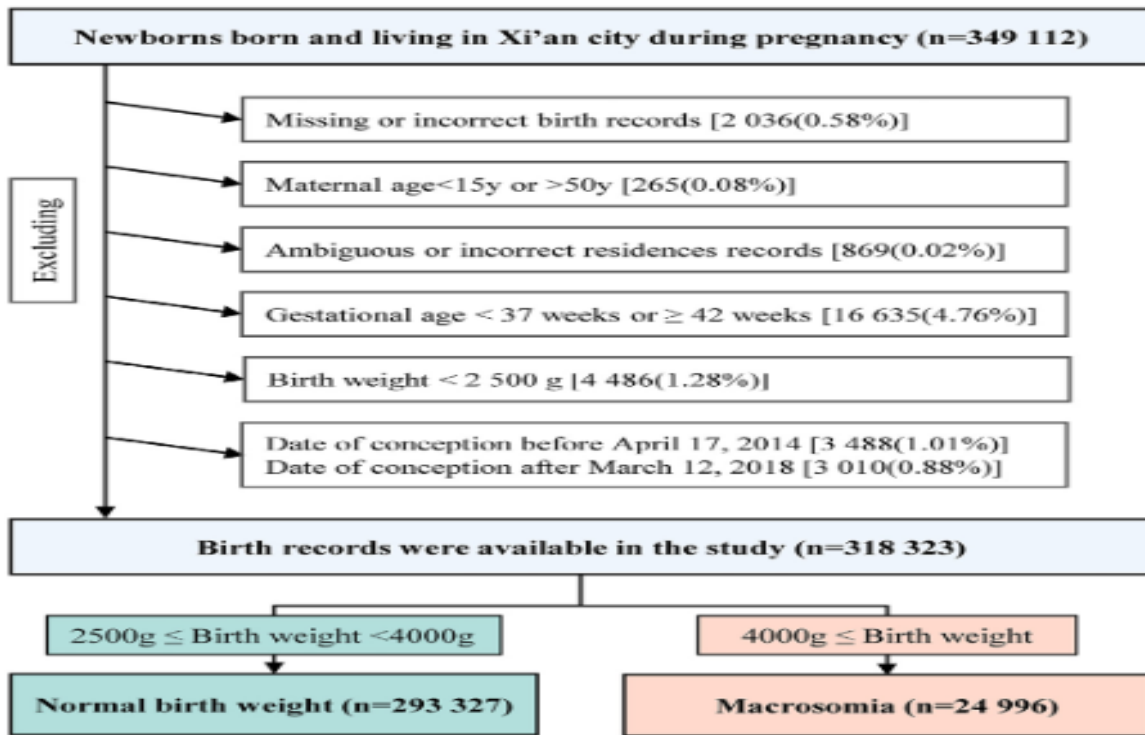 Newborns born and living in Xi'an city during pregnancy (n=349 112)
Excluding
Missing or incorrect birth records [2 036(0.58%)]
Maternal age<15y or >50y [265(0.08%)]
Ambiguous or incorrect residences records [869(0.02%)]
Gestational age < 37 weeks or ≥ 42 weeks [16 635(4.76%)]
Birth weight < 2 500 g [4 486(1.28%)]
Date of conception before April 17, 2014 [3 488(1.01%)]
Date of conception after March 12, 2018 [3 010(0.88%)]
Birth records were available in the study (n=318 323)
2500g ≤ Birth weight <4000g
4000g ≤ Birth weight
Normal birth weight (n=293 327)
Macrosomia (n=24 996)